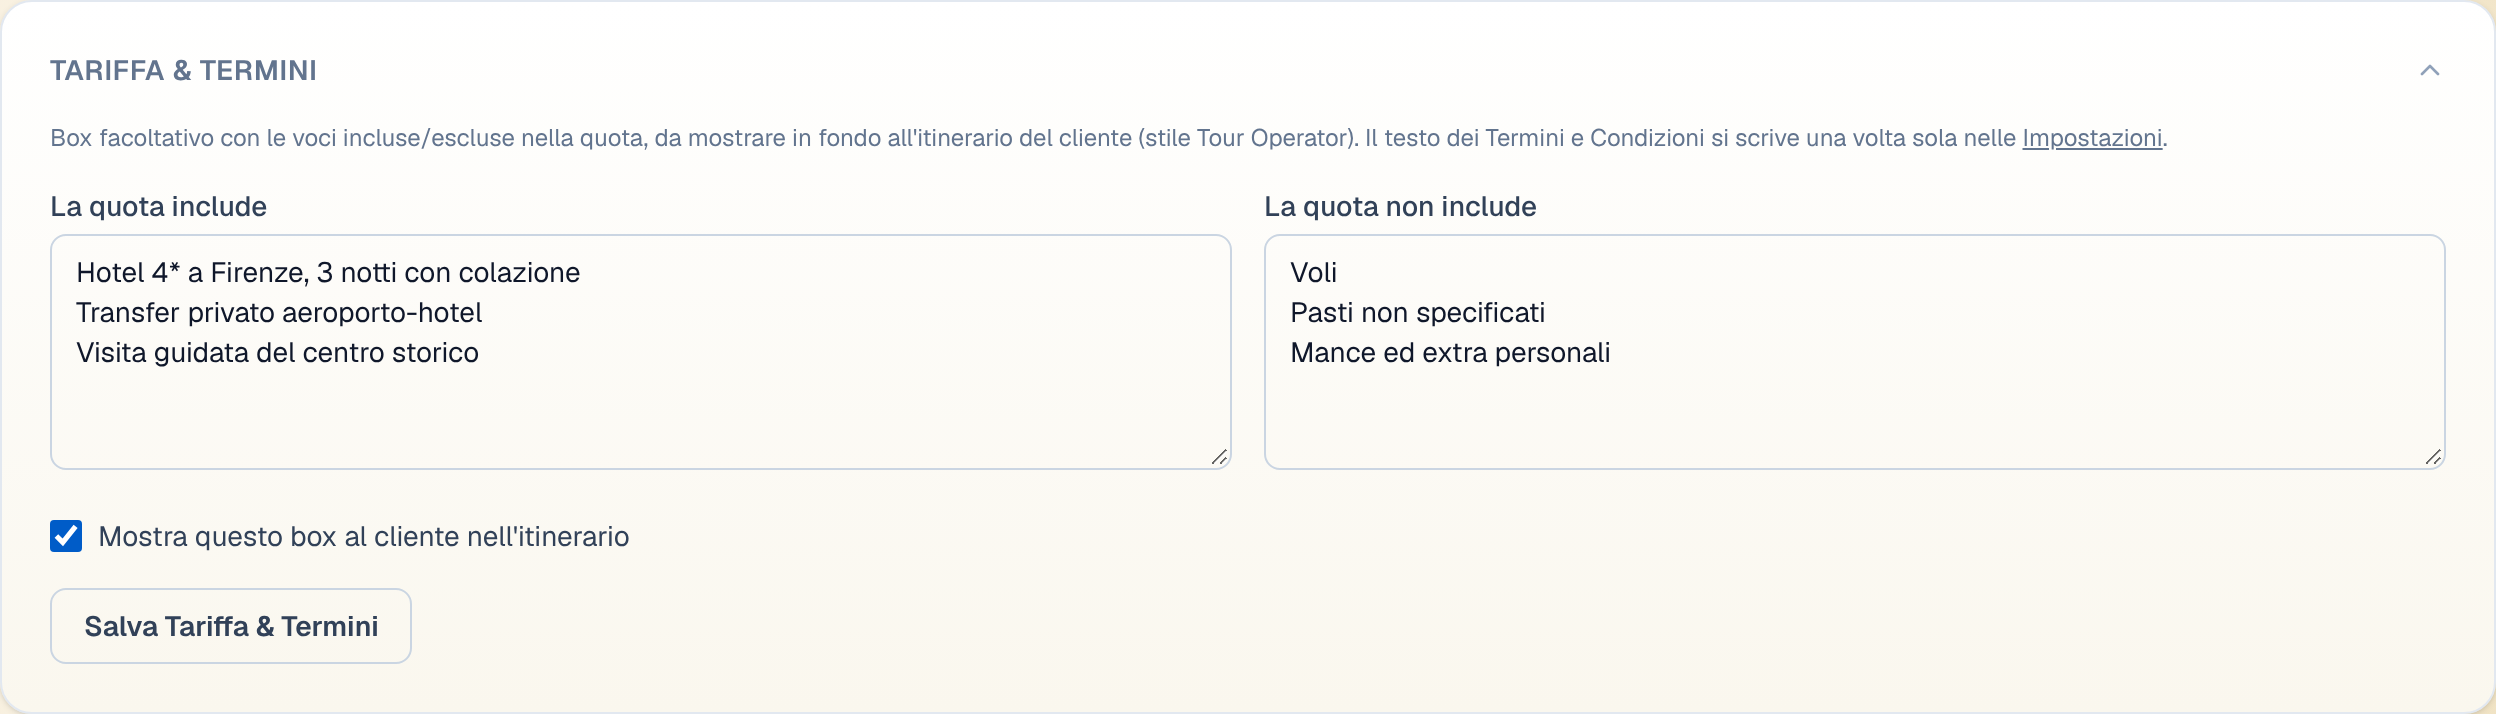 TARIFFA & TERMINI
Box facoltativo con le voci incluse/escluse nella quota, da mostrare in fondo all'itinerario del cliente (stile Tour Operator). Il testo dei Termini e Condizioni si scrive una volta sola nelle Impostazioni.
La quota include
Hotel 4* a Firenze, 3 notti con colazione
Transfer privato aeroporto-hotel
Visita guidata del centro storico
La quota non include
Voli
Pasti non specificati
Mance ed extra personali
Mostra questo box al cliente nell'itinerario
Salva Tariffa & Termini